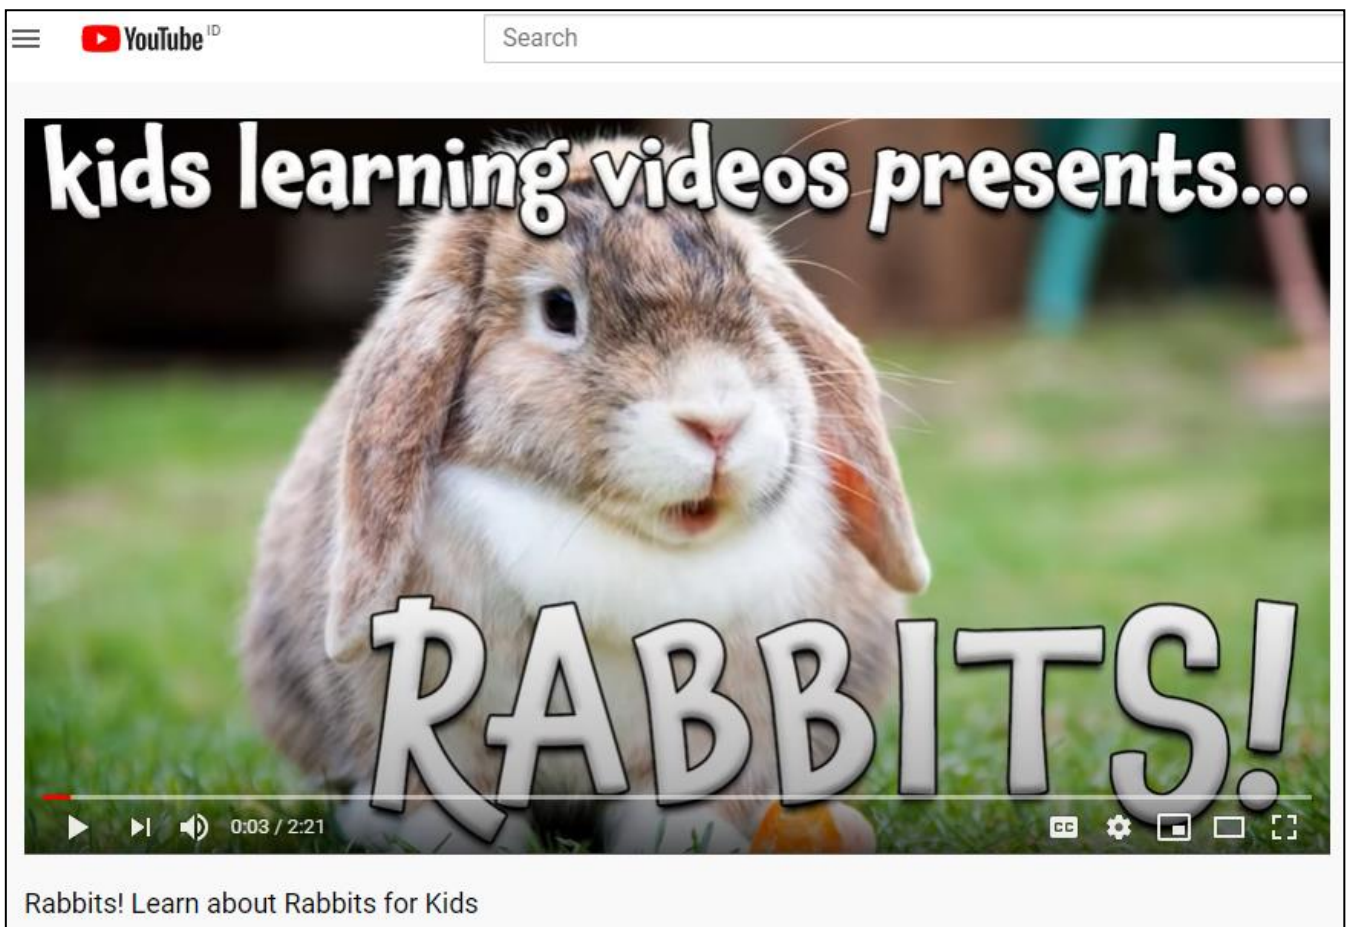 YouTube ID
Search
kids learning videos presents...
RABBITS!
0:03 / 2:21
CC
Rabbits! Learn about Rabbits for Kids